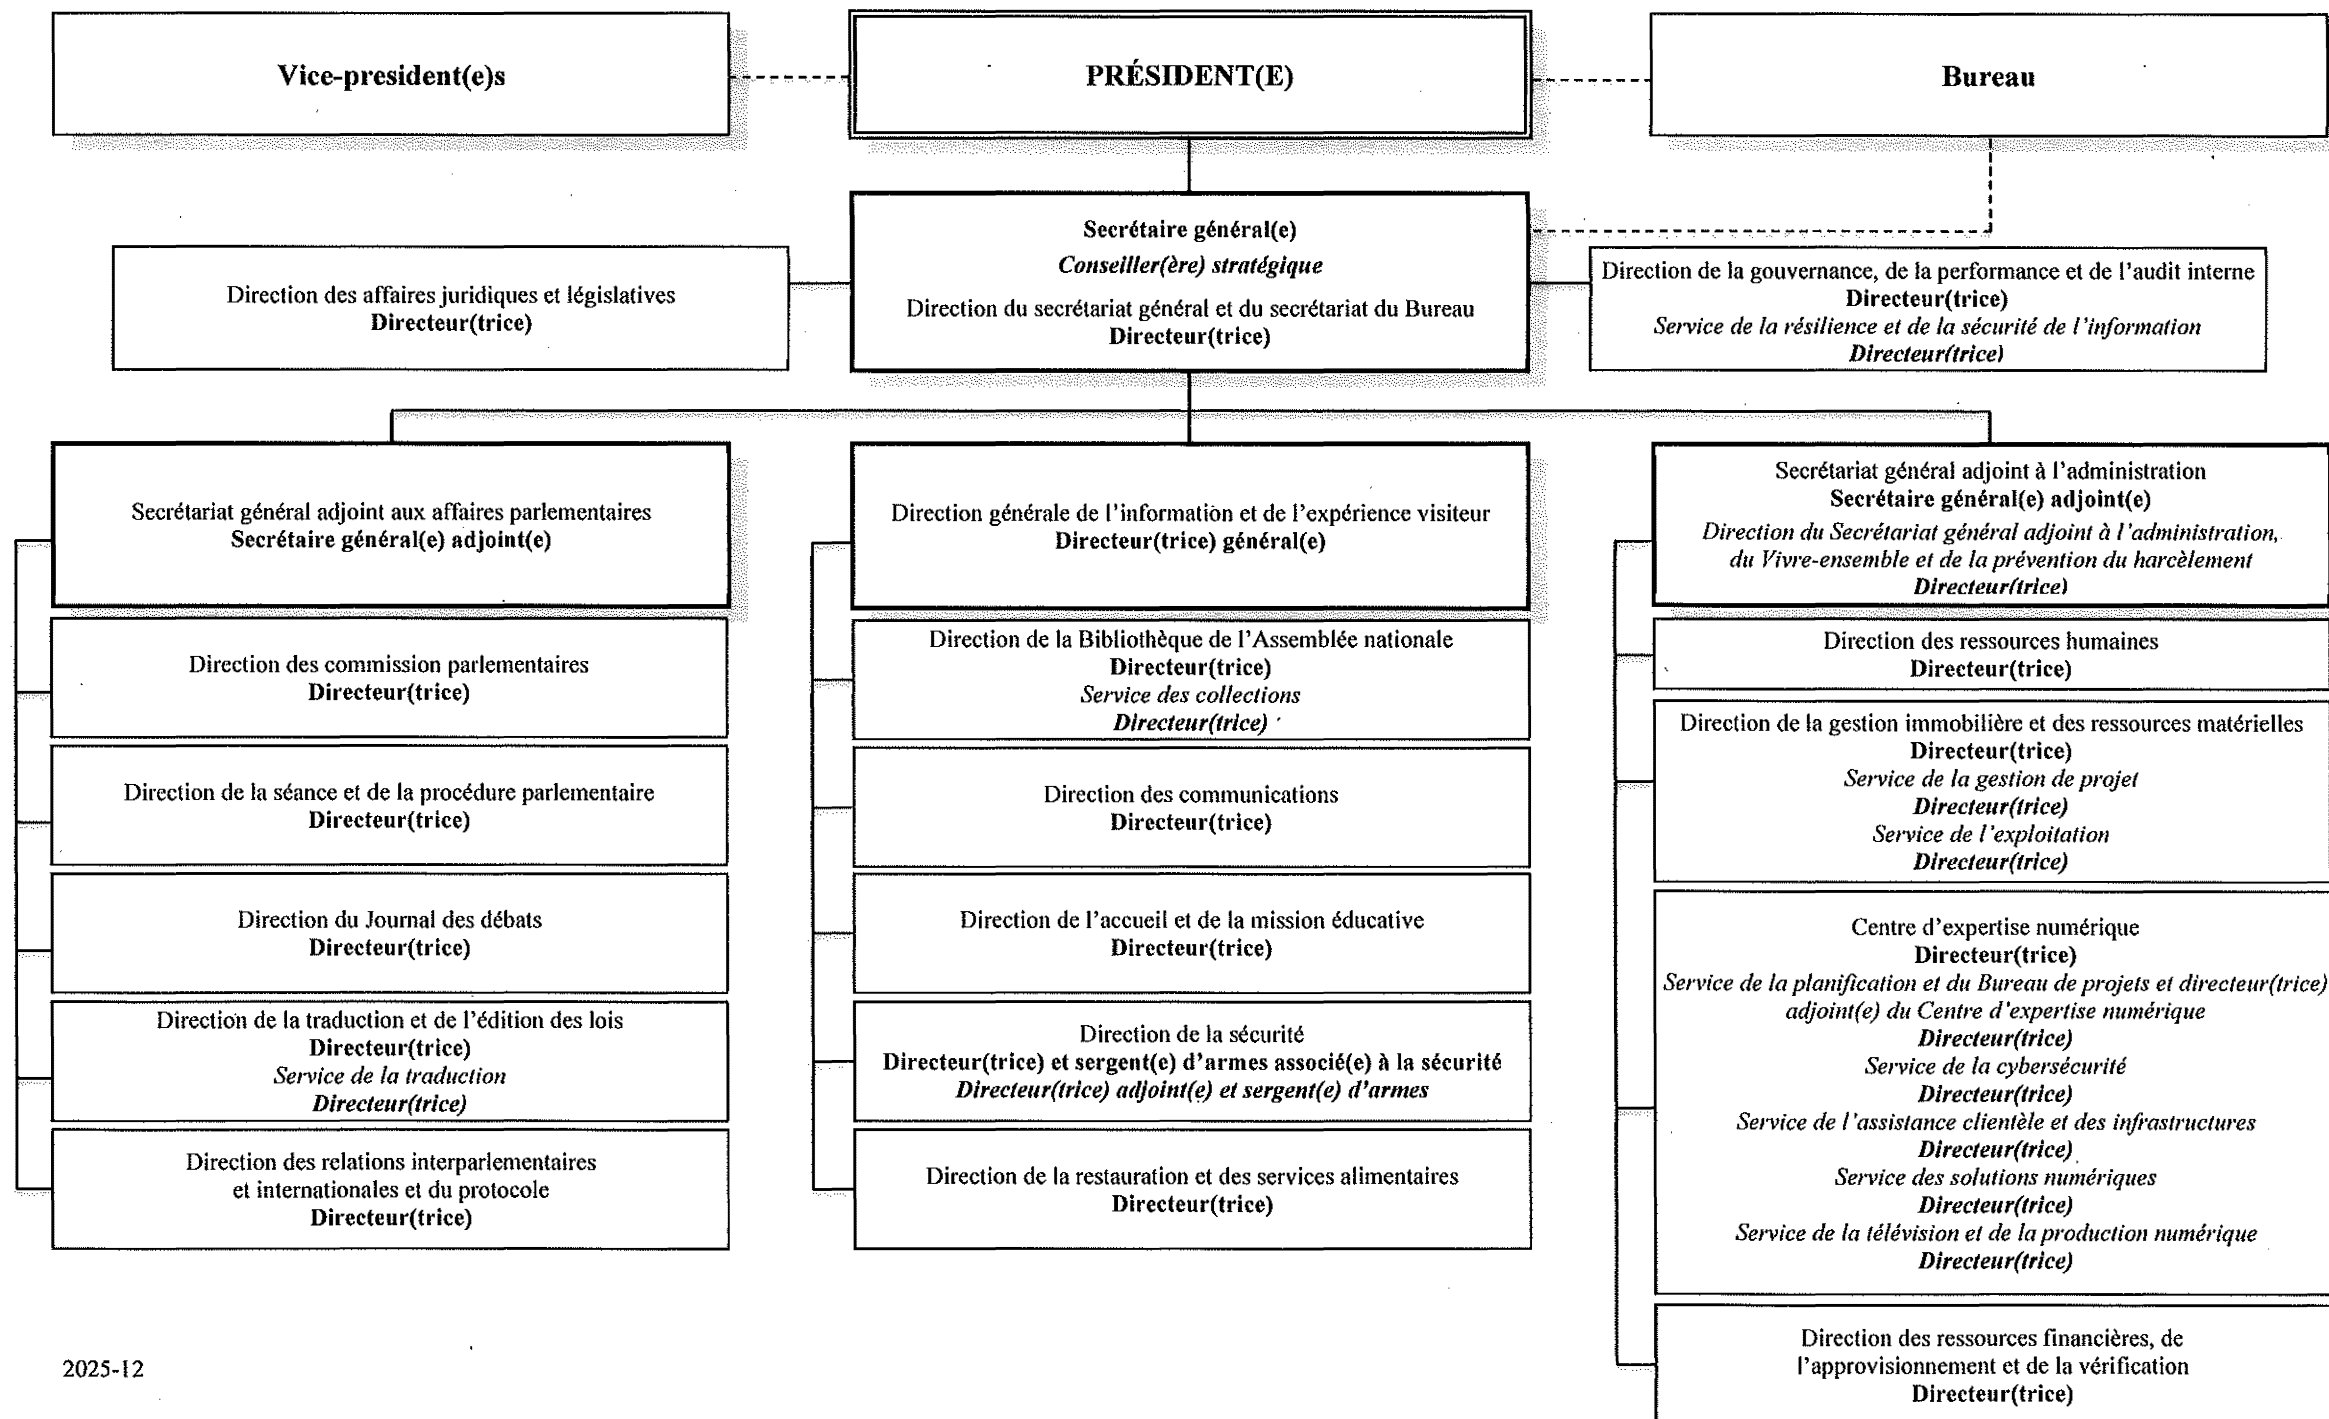 Vice-president(e)s
PRÉSIDENT(E)
Bureau
Secrétaire général(e)
Conseiller(ère) stratégique
Direction du secrétariat général et du secrétariat du Bureau
Directeur(trice)
Direction des affaires juridiques et législatives
Directeur(trice)
Direction de la gouvernance, de la performance et de l'audit interne
Directeur(trice)
Service de la résilience et de la sécurité de l'information
Directeur(trice)
Secrétariat général adjoint aux affaires parlementaires
Secrétaire général(e) adjoint(e)
Direction des commission parlementaires
Directeur(trice)
Direction de la séance et de la procédure parlementaire
Directeur(trice)
Direction du Journal des débats
Directeur(trice)
Direction de la traduction et de l'édition des lois
Directeur(trice)
Service de la traduction
Directeur(trice)
Direction des relations interparlementaires
et internationales et du protocole
Directeur(trice)
Direction générale de l'information et de l'expérience visiteur
Directeur(trice) général(e)
Direction de la Bibliothèque de l'Assemblée nationale
Directeur(trice)
Service des collections
Directeur(trice)
Direction des communications
Directeur(trice)
Direction de l'accueil et de la mission éducative
Directeur(trice)
Direction de la sécurité
Directeur(trice) et sergent(e) d'armes associé(e) à la sécurité
Directeur(trice) adjoint(e) et sergent(e) d'armes
Direction de la restauration et des services alimentaires
Directeur(trice)
Secrétariat général adjoint à l'administration
Secrétaire général(e) adjoint(e)
Direction du Secrétariat général adjoint à l'administration,
du Vivre-ensemble et de la prévention du harcèlement
Directeur(trice)
Direction des ressources humaines
Directeur(trice)
Direction de la gestion immobilière et des ressources matérielles
Directeur(trice)
Service de la gestion de projet
Directeur(trice)
Service de l'exploitation
Directeur(trice)
Centre d'expertise numérique
Directeur(trice)
Service de la planification et du Bureau de projets et directeur(trice)
adjoint(e) du Centre d'expertise numérique
Directeur(trice)
Service de la cybersécurité
Directeur(trice)
Service de l'assistance clientèle et des infrastructures
Directeur(trice)
Service des solutions numériques
Directeur(trice)
Service de la télévision et de la production numérique
Directeur(trice)
Direction des ressources financières, de
l'approvisionnement et de la vérification
Directeur(trice)
2025-12